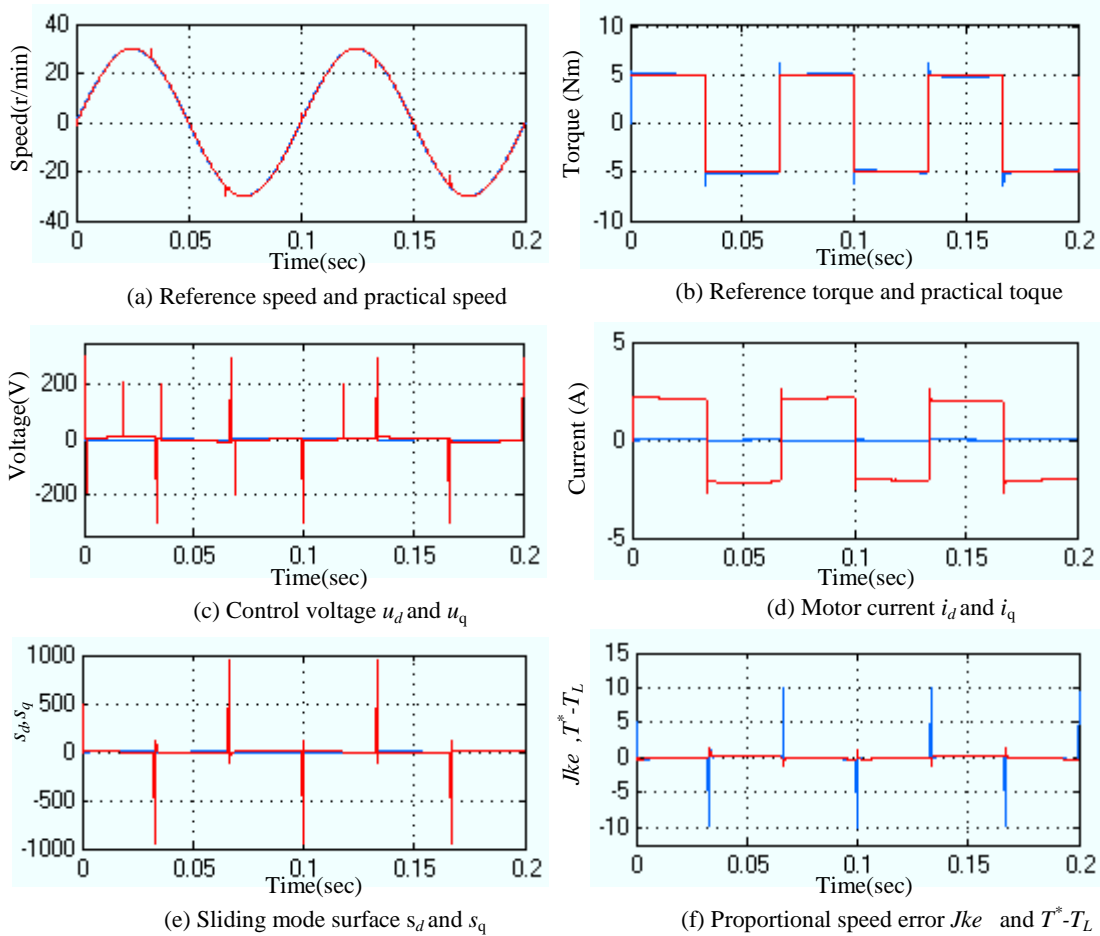 Speed(r/min)
40
20
0
-20
-40
0 0.05 0.1 0.15 0.2
Time(sec)
(a) Reference speed and practical speed
Torque (Nm)
10
5
0
-5
-10
0 0.05 0.1 0.15 0.2
Time(sec)
(b) Reference torque and practical toque
Voltage(V)
200
0
-200
0 0.05 0.1 0.15 0.2
Time(sec)
(c) Control voltage u_d and u_q
Current (A)
5
0
-5
0 0.05 0.1 0.15 0.2
Time(sec)
(d) Motor current i_d and i_q
s_d,s_q
1000
500
0
-500
-1000
0 0.05 0.1 0.15 0.2
Time(sec)
(e) Sliding mode surface s_d and s_q
Jke ,T^*-T_L
15
10
5
0
-5
-10
0 0.05 0.1 0.15 0.2
Time(sec)
(f) Proportional speed error Jke and T^*-T_L